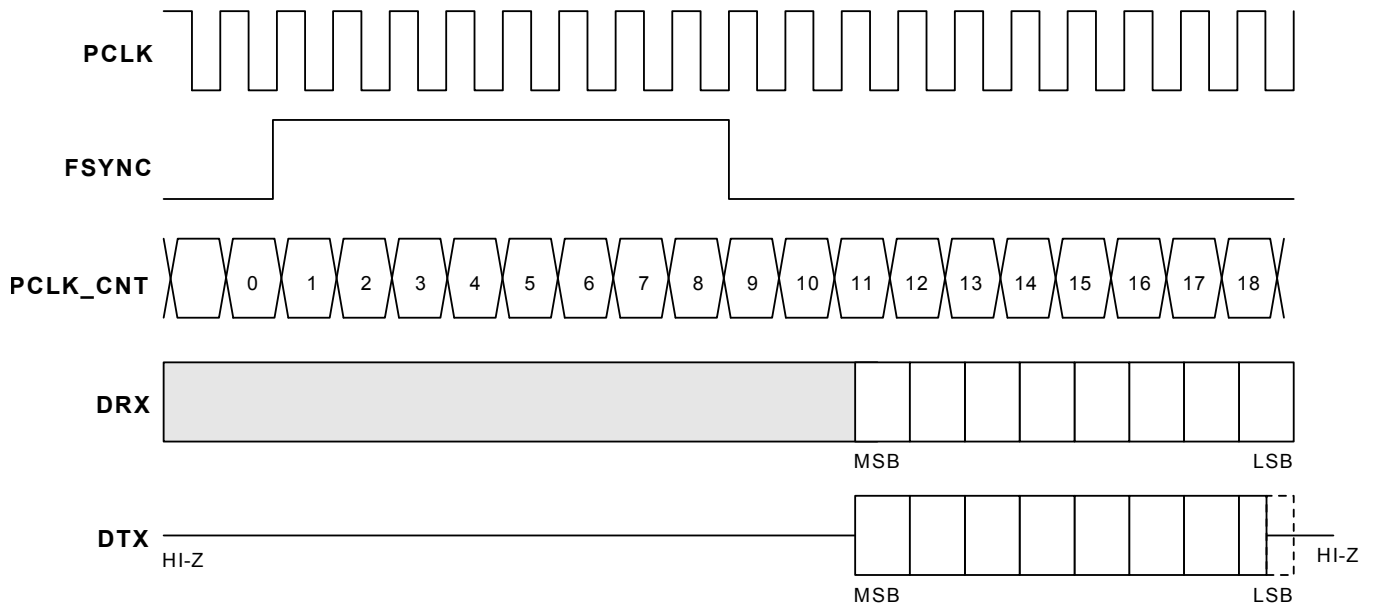 PCLK
FSYNC
PCLK_CNT 0 1 2 3 4 5 6 7 8 9 10 11 12 13 14 15 16 17 18
DRX
MSB LSB
DTX
HI-Z HI-Z
MSB LSB